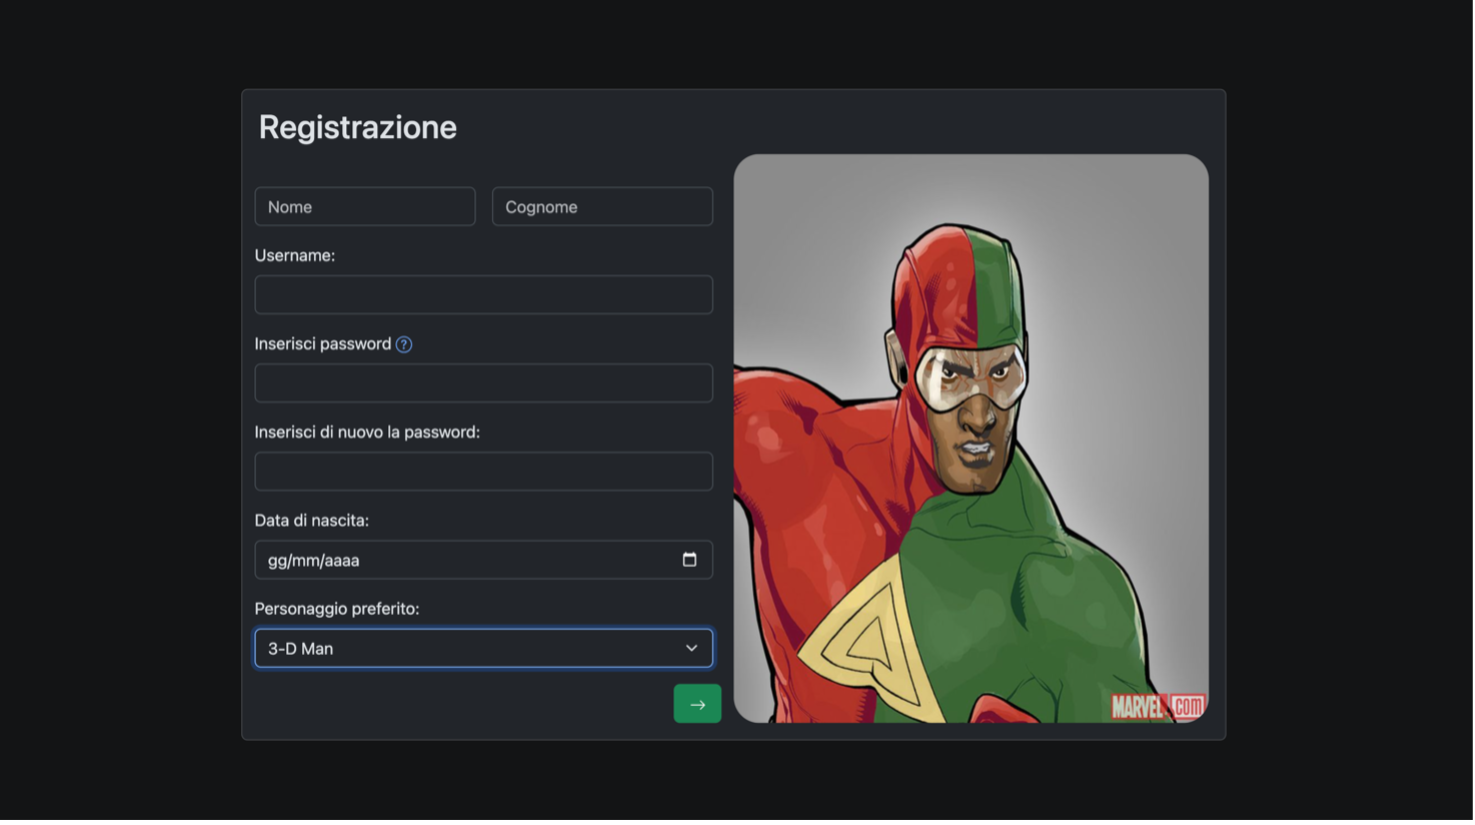 Registrazione
Nome
Cognome
Username:
Inserisci password ?
Inserisci di nuovo la password:
Data di nascita:
gg/mm/aaaa
Personaggio preferito:
3-D Man
MARVEL.com